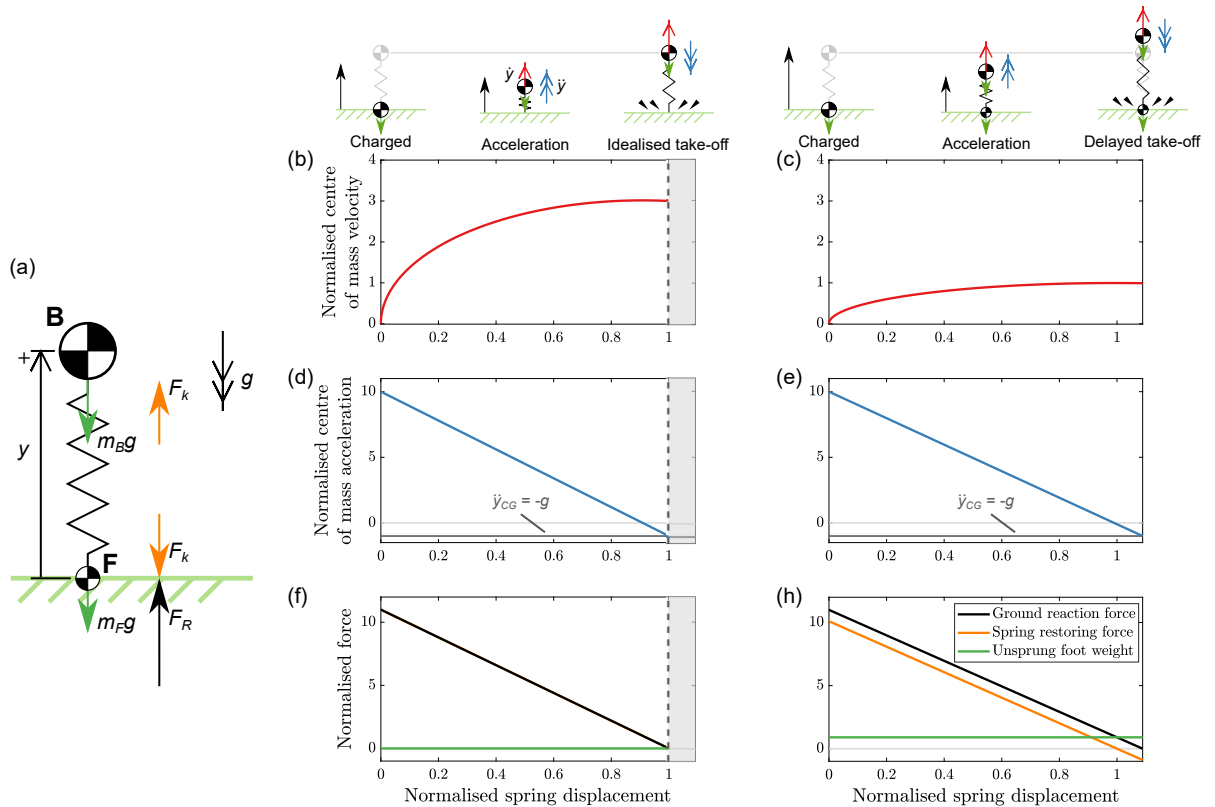 (a)
B
+
y
m_Bg
F_k
g
F_k
F
m_Fg
F_R
ẏ
ÿ
Charged
Acceleration
Idealised take-off
Charged
Acceleration
Delayed take-off
(b)
Normalised centre
of mass velocity
4
3
2
1
0
0
0.2
0.4
0.6
0.8
1
(c)
4
3
2
1
0
0
0.2
0.4
0.6
0.8
1
(d)
Normalised centre
of mass acceleration
10
5
0
ÿ_CG = -g
0
0.2
0.4
0.6
0.8
1
(e)
10
5
0
ÿ_CG = -g
0
0.2
0.4
0.6
0.8
1
(f)
Normalised force
10
5
0
0
0.2
0.4
0.6
0.8
1
Normalised spring displacement
(h)
10
5
0
Ground reaction force
Spring restoring force
Unsprung foot weight
0
0.2
0.4
0.6
0.8
1
Normalised spring displacement